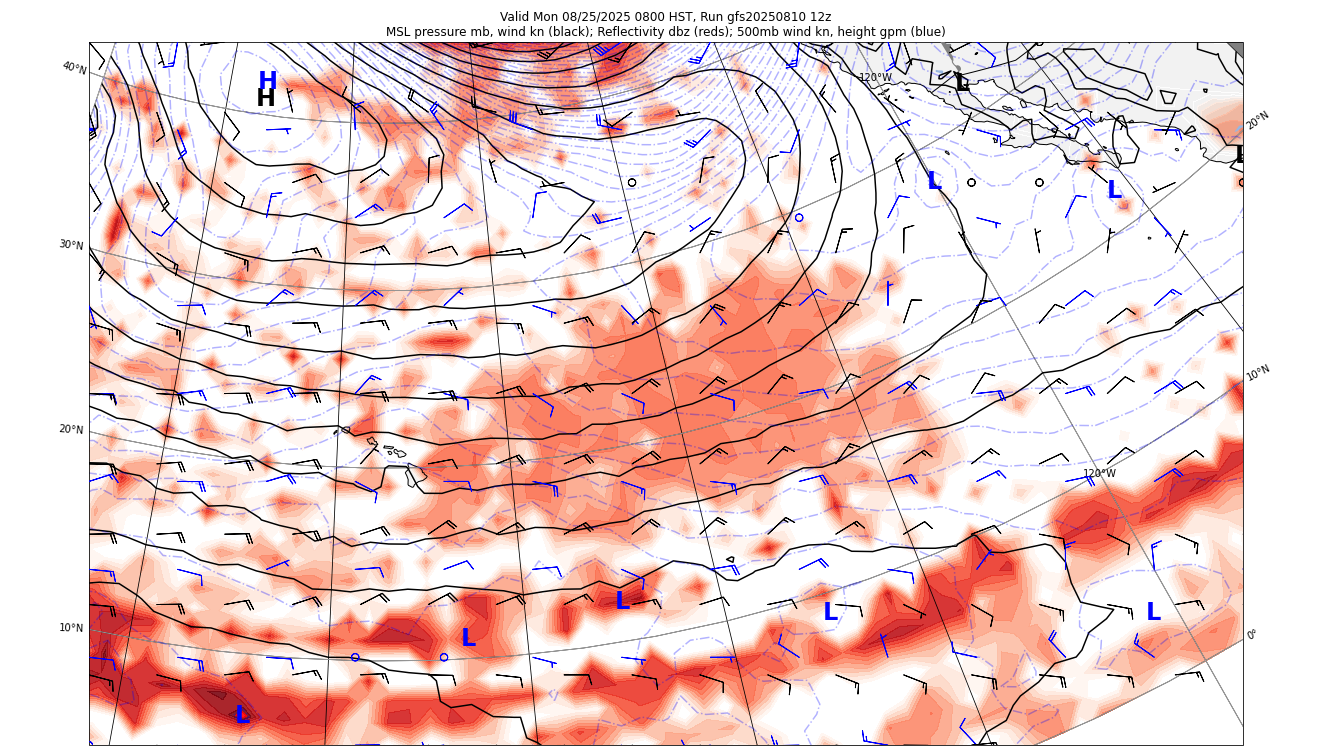 Valid Mon 08/25/2025 0800 HST, Run gfs20250810 12z
MSL pressure mb, wind kn (black); Reflectivity dbz (reds); 500mb wind kn, height gpm (blue)
40°N
H
H
120°W
L
20°N
L
L
L
30°N
10°N
20°N
120°W
L
L
L
10°N
L
0°
L